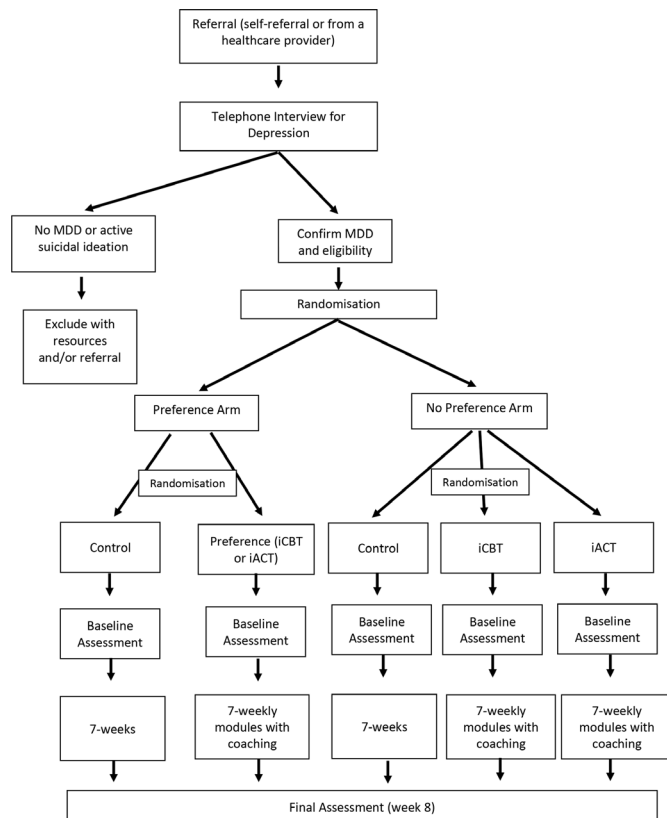 Referral (self-referral or from a
healthcare provider)
Telephone Interview for
Depression
No MDD or active
suicidal ideation
Confirm MDD
and eligibility
Exclude with
resources
and/or referral
Randomisation
Preference Arm
No Preference Arm
Randomisation
Randomisation
Control
Preference (iCBT
or iACT)
Control
iCBT
iACT
Baseline
Assessment
Baseline
Assessment
Baseline
Assessment
Baseline
Assessment
Baseline
Assessment
7-weeks
7-weekly
modules with
coaching
7-weeks
7-weekly
modules with
coaching
7-weekly
modules with
coaching
Final Assessment (week 8)